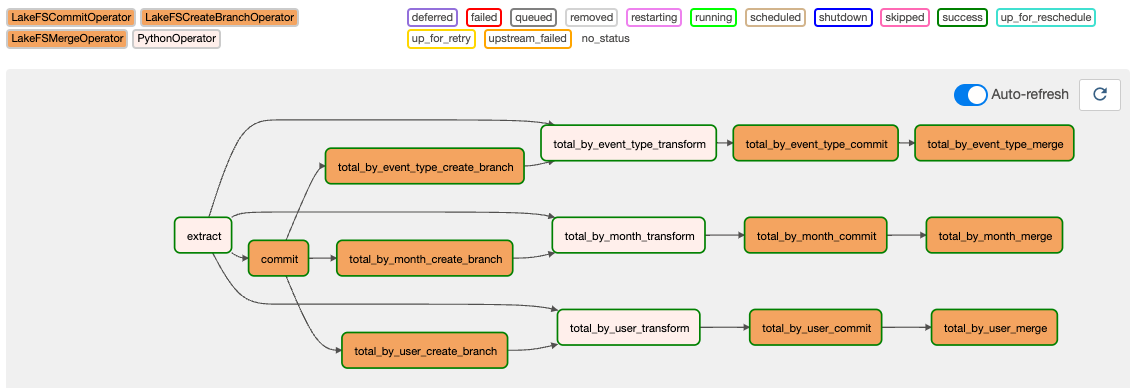 LakeFSCommitOperator LakeFSCreateBranchOperator
LakeFSMergeOperator PythonOperator
deferred failed queued removed restarting running scheduled shutdown skipped success up_for_reschedule
up_for_retry upstream_failed no_status
Auto-refresh
total_by_event_type_transform total_by_event_type_commit total_by_event_type_merge
total_by_event_type_create_branch
extract total_by_month_transform total_by_month_commit total_by_month_merge
commit total_by_month_create_branch
total_by_user_transform total_by_user_commit total_by_user_merge
total_by_user_create_branch